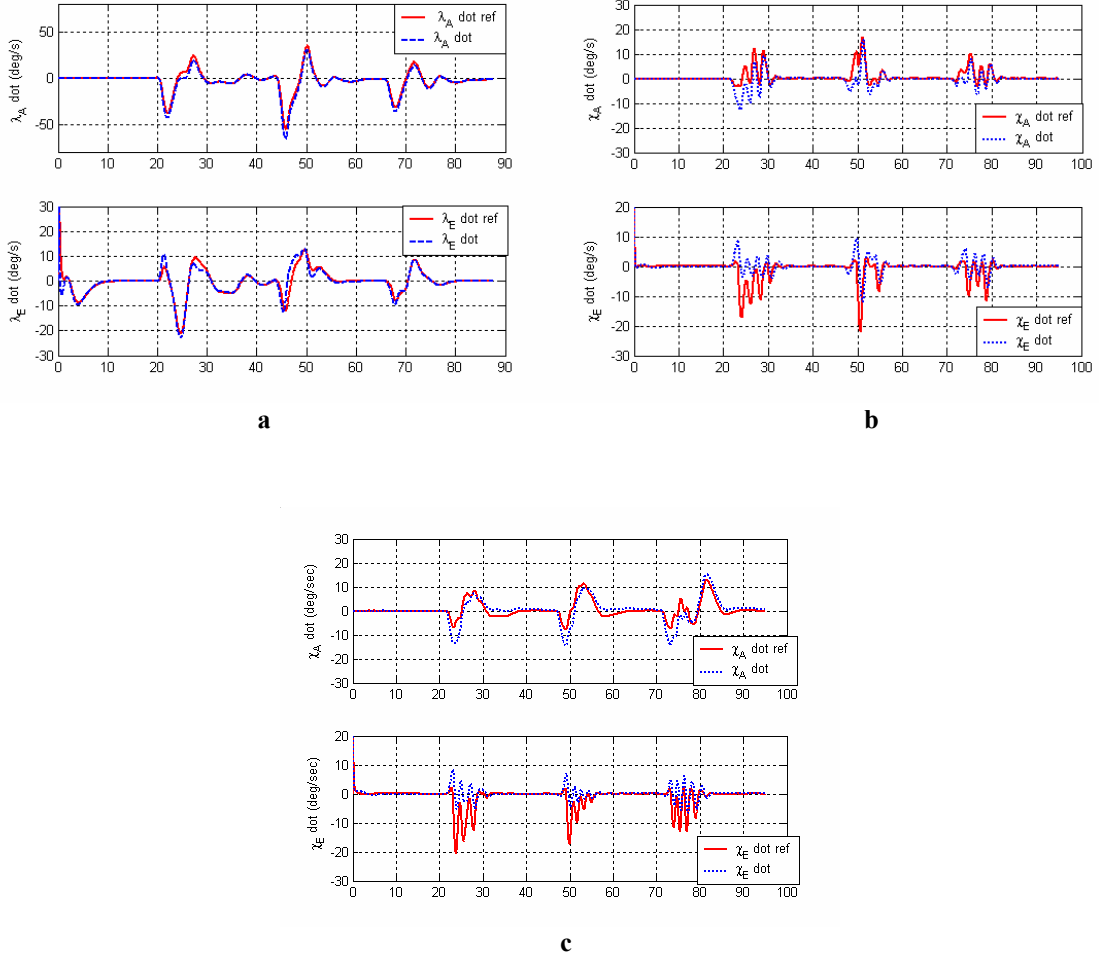 λA dot (deg/s)
50
0
-50
λA dot ref
λA dot
0 10 20 30 40 50 60 70 80 90
λE dot (deg/s)
30
20
10
0
-10
-20
-30
λE dot ref
λE dot
0 10 20 30 40 50 60 70 80 90
a
χA dot (deg/s)
30
20
10
0
-10
-20
-30
χA dot ref
χA dot
0 10 20 30 40 50 60 70 80 90 100
χE dot (deg/s)
20
10
0
-10
-20
-30
χE dot ref
χE dot
0 10 20 30 40 50 60 70 80 90 100
b
χA dot (deg/sec)
30
20
10
0
-10
-20
-30
χA dot ref
χA dot
0 10 20 30 40 50 60 70 80 90 100
χE dot (deg/sec)
20
10
0
-10
-20
-30
χE dot ref
χE dot
0 10 20 30 40 50 60 70 80 90 100
c